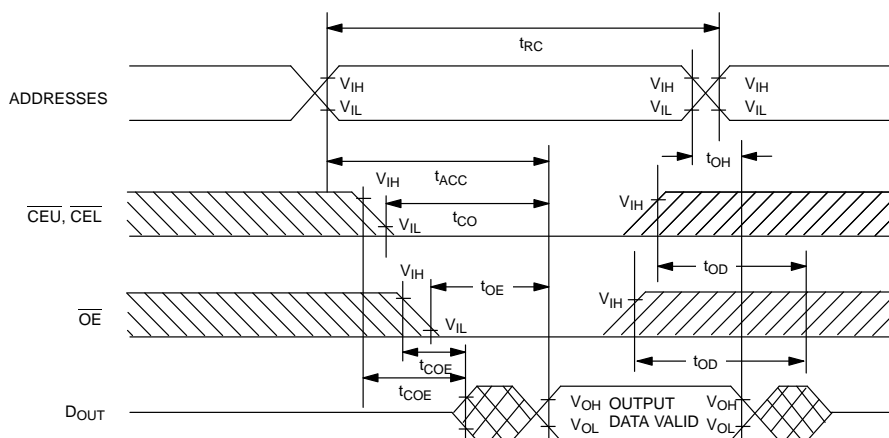 tRC
ADDRESSES
VIH
VIL
VIH
VIL
VIH
VIL
tOH
tACC
CEU, CEL
VIH
tCO
VIL
VIH
tOD
OE
VIH
tOE
VIL
VIH
tOD
tCOE
tCOE
DOUT
VOH
VOL
OUTPUT
DATA VALID
VOH
VOL